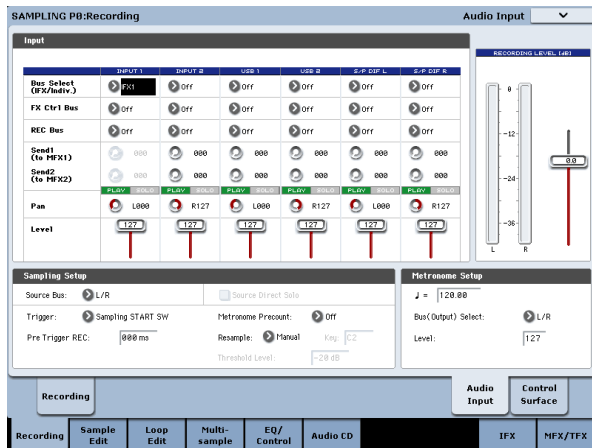 SAMPLING P0:Recording Audio Input
Input
RECORDING LEVEL (dB)
INPUT 1 INPUT 2 USB 1 USB 2 S/P DIF L S/P DIF R
Bus Select
(IFX/Indiv.) IFX1 Off Off Off Off Off
FX Ctrl Bus Off Off Off Off Off Off
REC Bus Off Off Off Off Off Off
Send1
(to MFX1) 000 000 000 000 000 000
Send2
(to MFX2) 000 000 000 000 000 000
PLAY SOLO PLAY SOLO PLAY SOLO PLAY SOLO PLAY SOLO PLAY SOLO
Pan L000 R127 L000 R127 L000 R127
Level 127 127 127 127 127 127
0
-12
-24
-36
L R
0.0
Sampling Setup
Source Bus: L/R Source Direct Solo
Trigger: Sampling START SW Metronome Precount: Off
Pre Trigger REC: 000 ms Resample: Manual Key: C2
Threshold Level: -20 dB
Metronome Setup
♩ = 120.00
Bus(Output) Select: L/R
Level: 127
Recording Audio Input Control Surface
Recording Sample Edit Loop Edit Multi-sample EQ/Control Audio CD IFX MFX/TFX